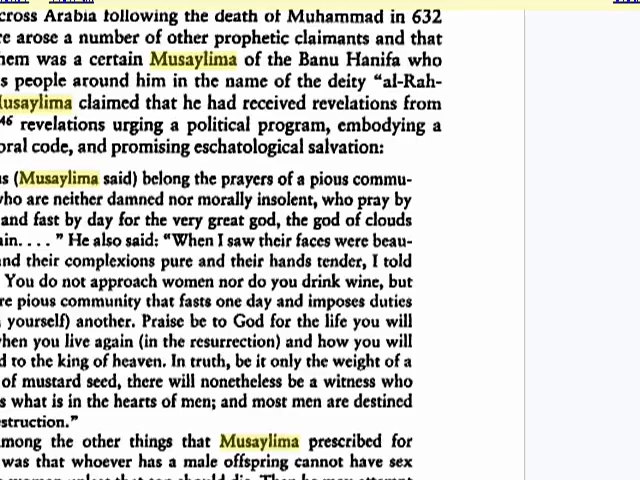 cross Arabia following the death of Muhammad in 632
re arose a number of other prophetic claimants and that
hem was a certain Musaylima of the Banu Hanifa who
s people around him in the name of the deity “al-Rah-
usaylima claimed that he had received revelations from
46 revelations urging a political program, embodying a
oral code, and promising eschatological salvation:
us (Musaylima said) belong the prayers of a pious commu-
who are neither damned nor morally insolent, who pray by
and fast by day for the very great god, the god of clouds
ain. . . . ” He also said: “When I saw their faces were beau-
nd their complexions pure and their hands tender, I told
You do not approach women nor do you drink wine, but
re pious community that fasts one day and imposes duties
yourself) another. Praise be to God for the life you will
hen you live again (in the resurrection) and how you will
d to the king of heaven. In truth, be it only the weight of a
of mustard seed, there will nonetheless be a witness who
s what is in the hearts of men; and most men are destined
struction.”
mong the other things that Musaylima prescribed for
was that whoever has a male offspring cannot have sex